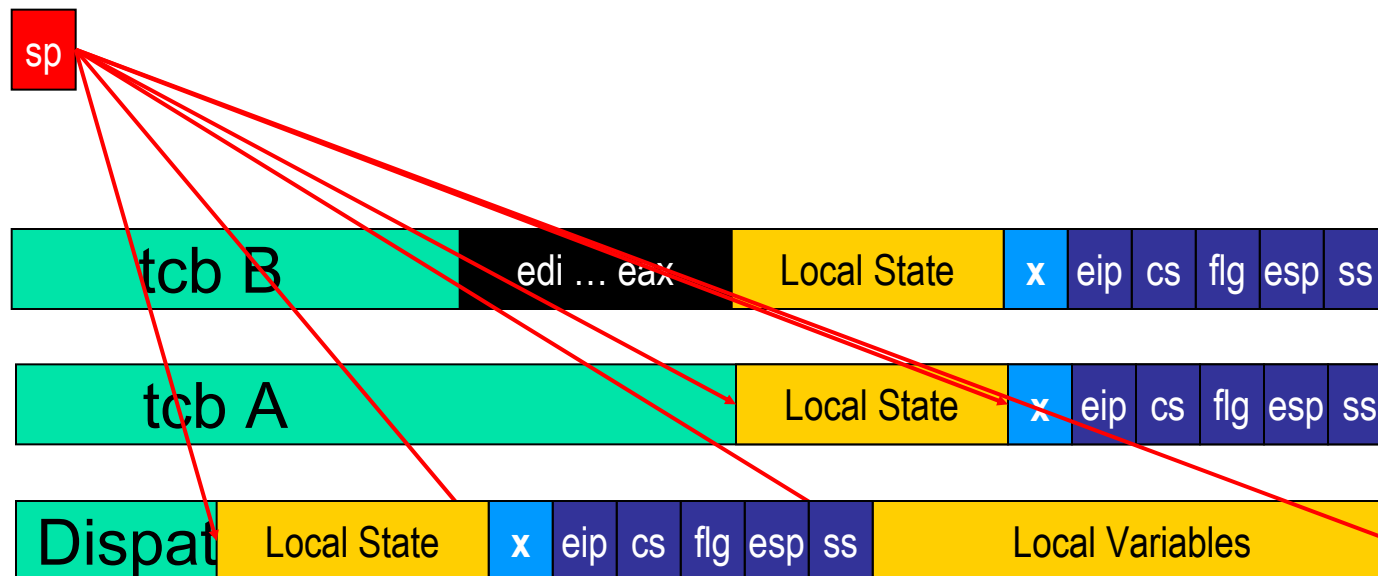 sp
tcb B edi … eax Local State x eip cs flg esp ss
tcb A Local State x eip cs flg esp ss
Dispat Local State x eip cs flg esp ss Local Variables